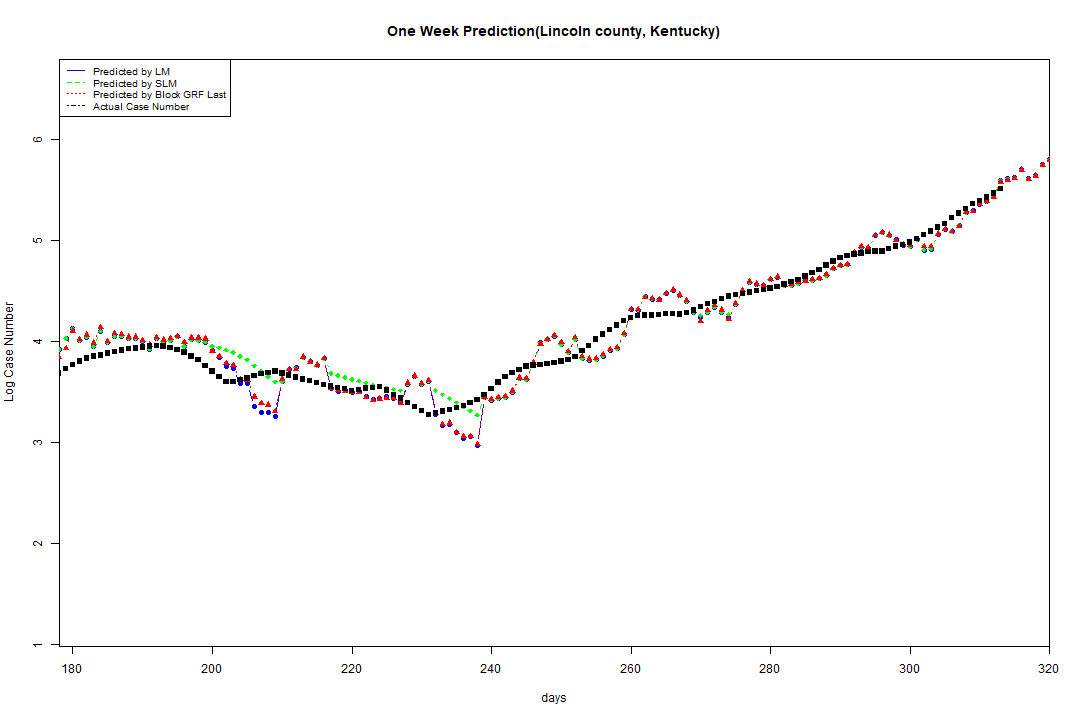 One Week Prediction(Lincoln county, Kentucky)
Predicted by LM
Predicted by SLM
Predicted by Block GRF Last
Actual Case Number
Log Case Number
6
5
4
3
2
1
180 200 220 240 260 280 300 320
days